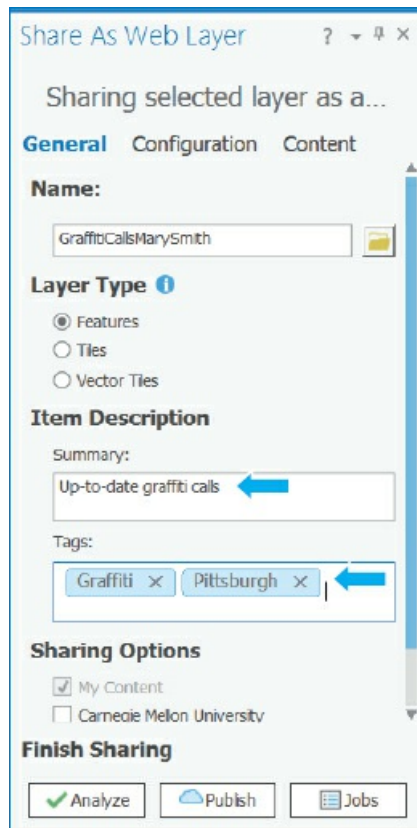 Share As Web Layer ?
Sharing selected layer as a...
General Configuration Content
Name:
GraffitiCallsMarySmith
Layer Type
Features
Tiles
Vector Tiles
Item Description
Summary:
Up-to-date graffiti calls
Tags:
Graffiti × Pittsburgh ×
Sharing Options
My Content
Carnegie Mellon University
Finish Sharing
Analyze Publish Jobs